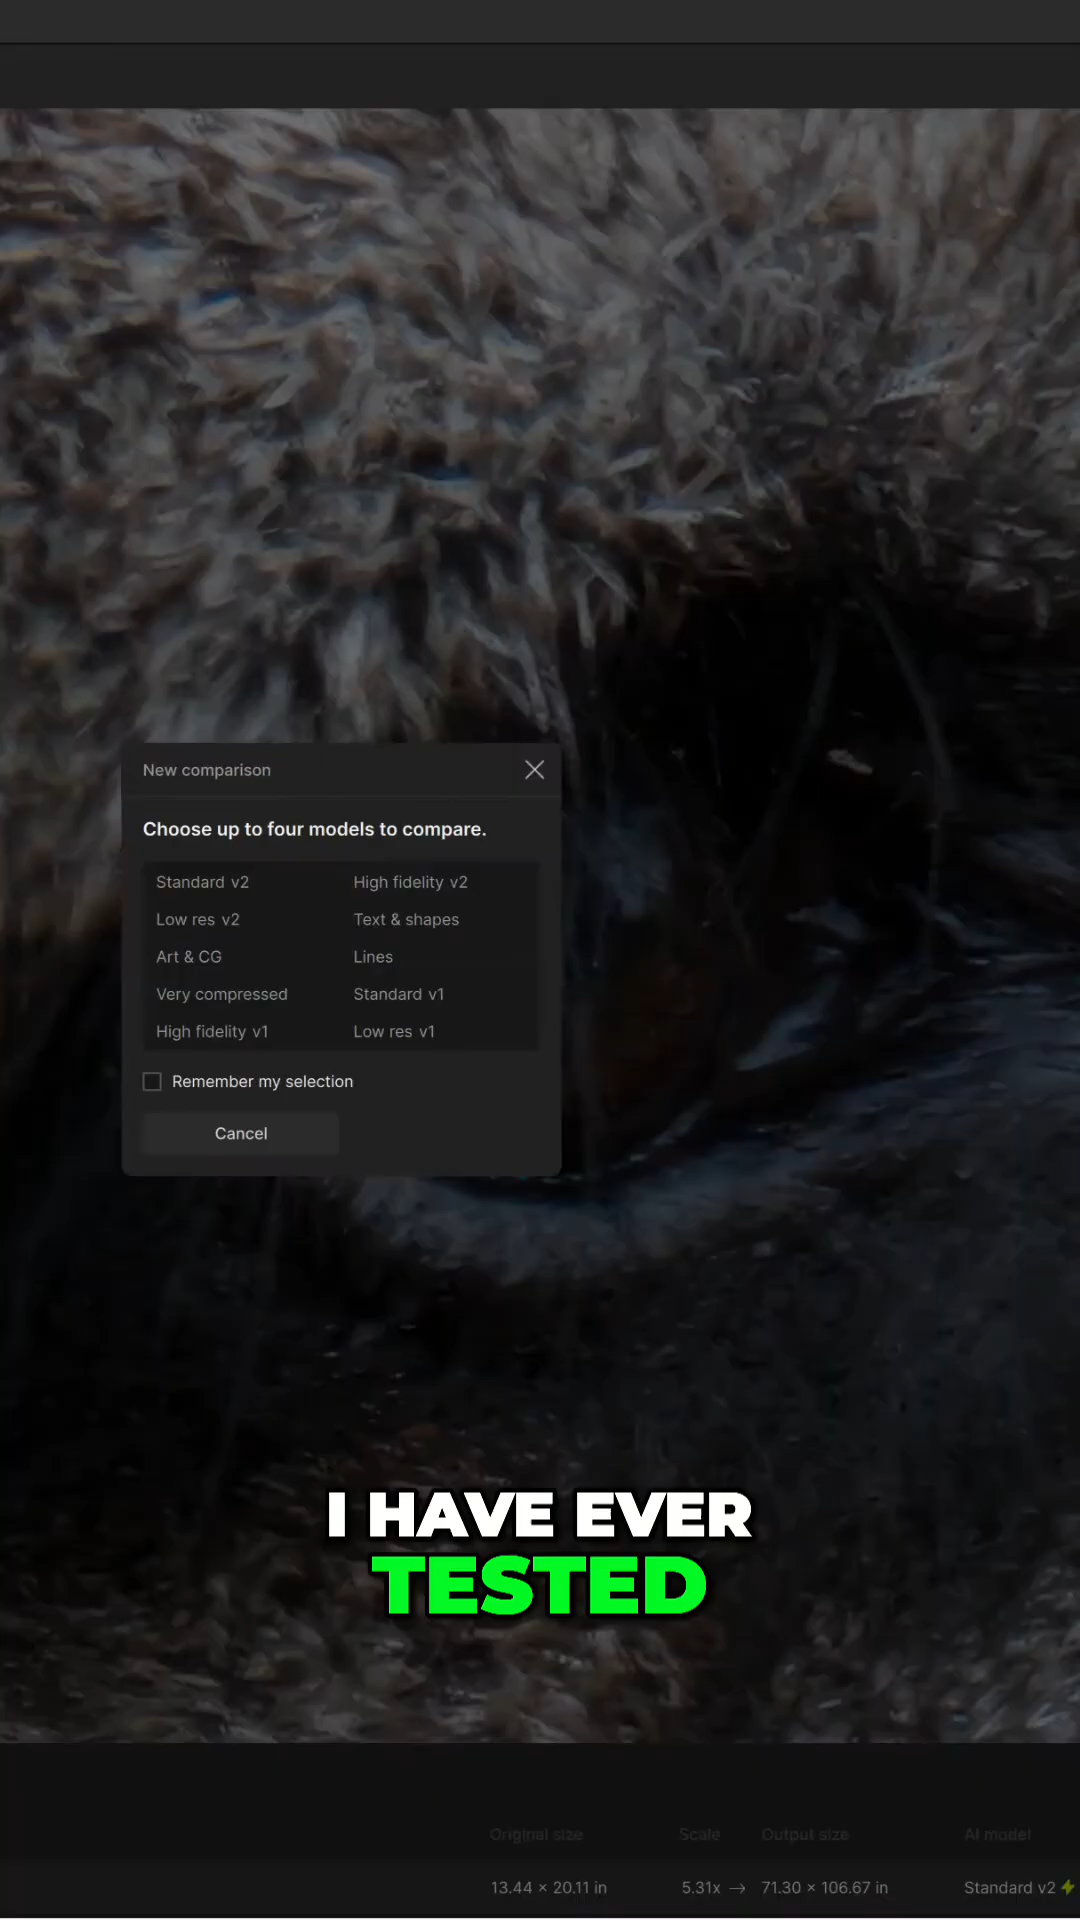 New comparison
Choose up to four models to compare.
Standard v2
High fidelity v2
Low res v2
Text & shapes
Art & CG
Lines
Very compressed
Standard v1
High fidelity v1
Low res v1
Remember my selection
Cancel
I HAVE EVER
TESTED
Original size Scale Output size AI model
13.44 × 20.11 in 5.31x → 71.30 × 106.67 in Standard v2